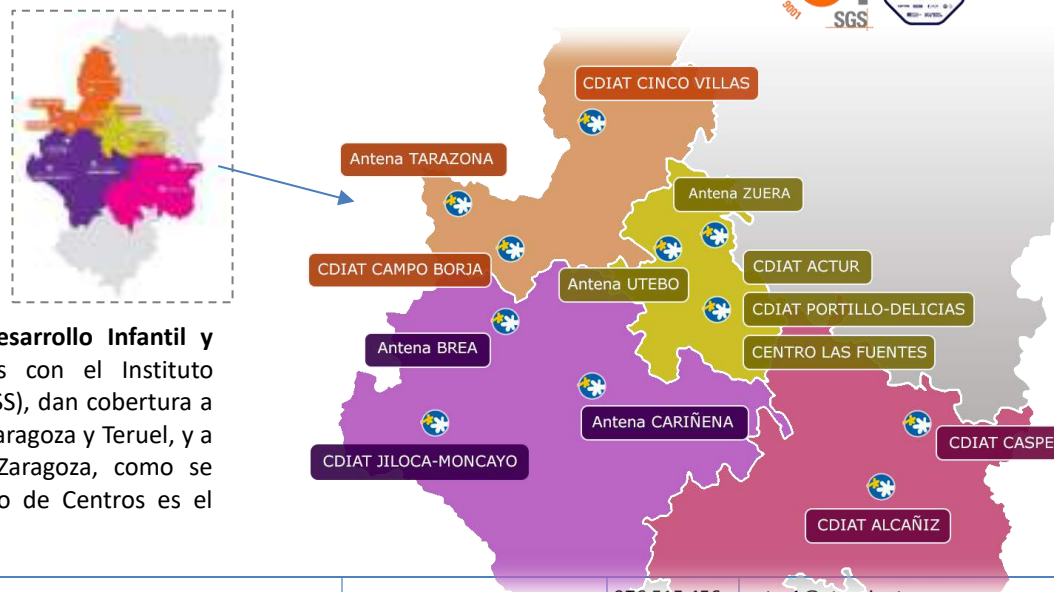 9001
SGS
CDIAT CINCO VILLAS
Antena TARAZONA
Antena ZUERA
CDIAT CAMPO BORJA
CDIAT ACTUR
Antena UTEBO
CDIAT PORTILLO-DELICIAS
Antena BREA
CENTRO LAS FUENTES
Antena CARIÑENA
CDIAT CASPE
CDIAT JILOCA-MONCAYO
CDIAT ALCAÑIZ
esarrollo Infantil y
s con el Instituto
SS), dan cobertura a
aragoza y Teruel, y a
Zaragoza, como se
o de Centros es el